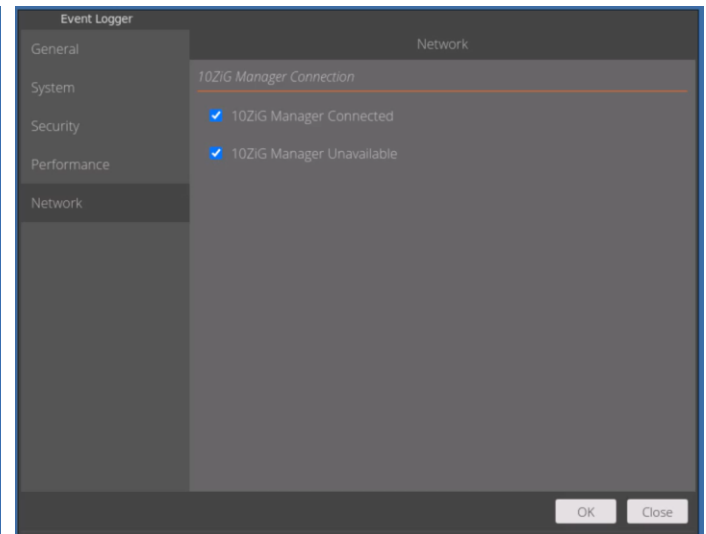 Event Logger
General
System
Security
Performance
Network
Network
10ZiG Manager Connection
10ZiG Manager Connected
10ZiG Manager Unavailable
OK
Close